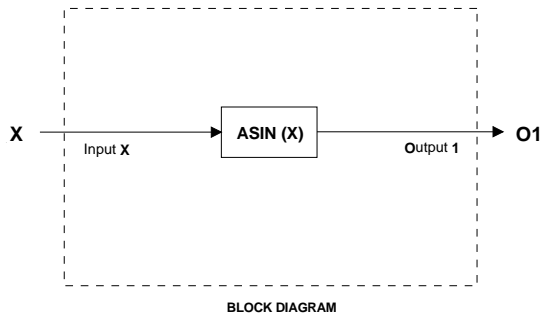 X
Input X
ASIN (X)
Output 1
O1
BLOCK DIAGRAM